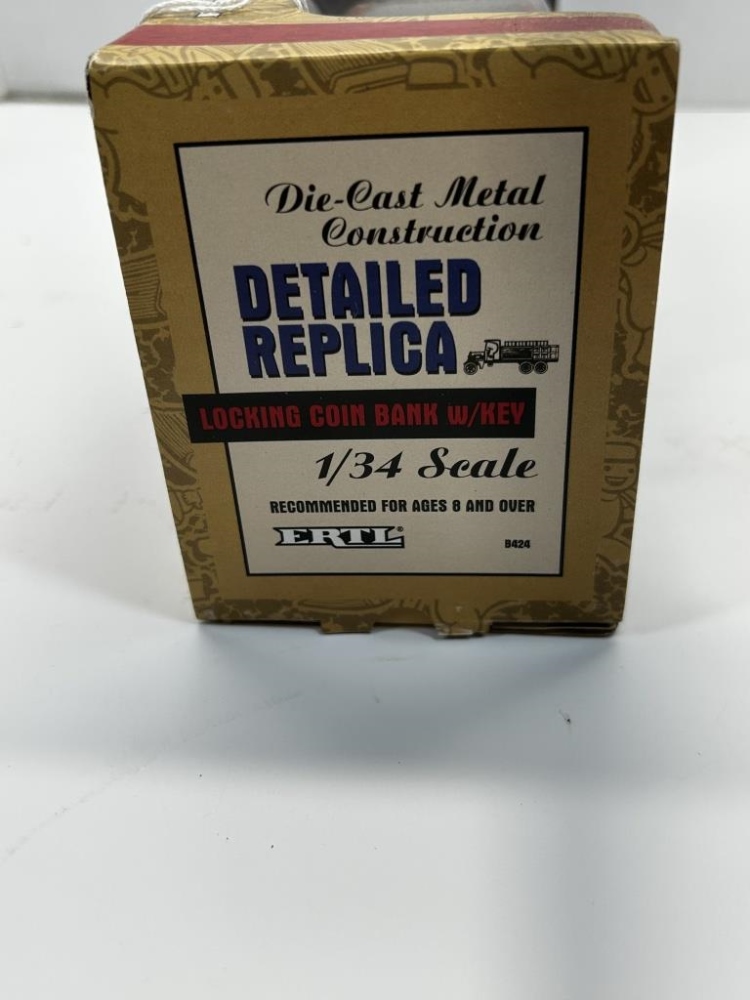 Die-Cast Metal
Construction
DETAILED
REPLICA
LOCKING COIN BANK W/KEY
1/34 Scale
RECOMMENDED FOR AGES 8 AND OVER
ERTL®
B424